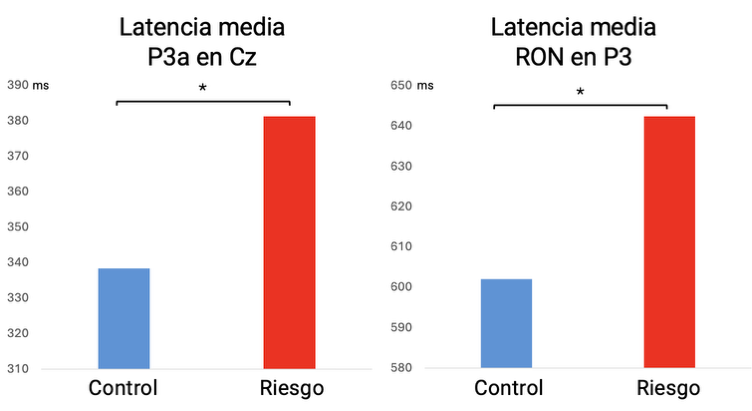 Latencia media
P3a en Cz
390 ms
*
380
370
360
350
340
330
320
310
Control Riesgo
Latencia media
RON en P3
650 ms
*
640
630
620
610
600
590
580
Control Riesgo